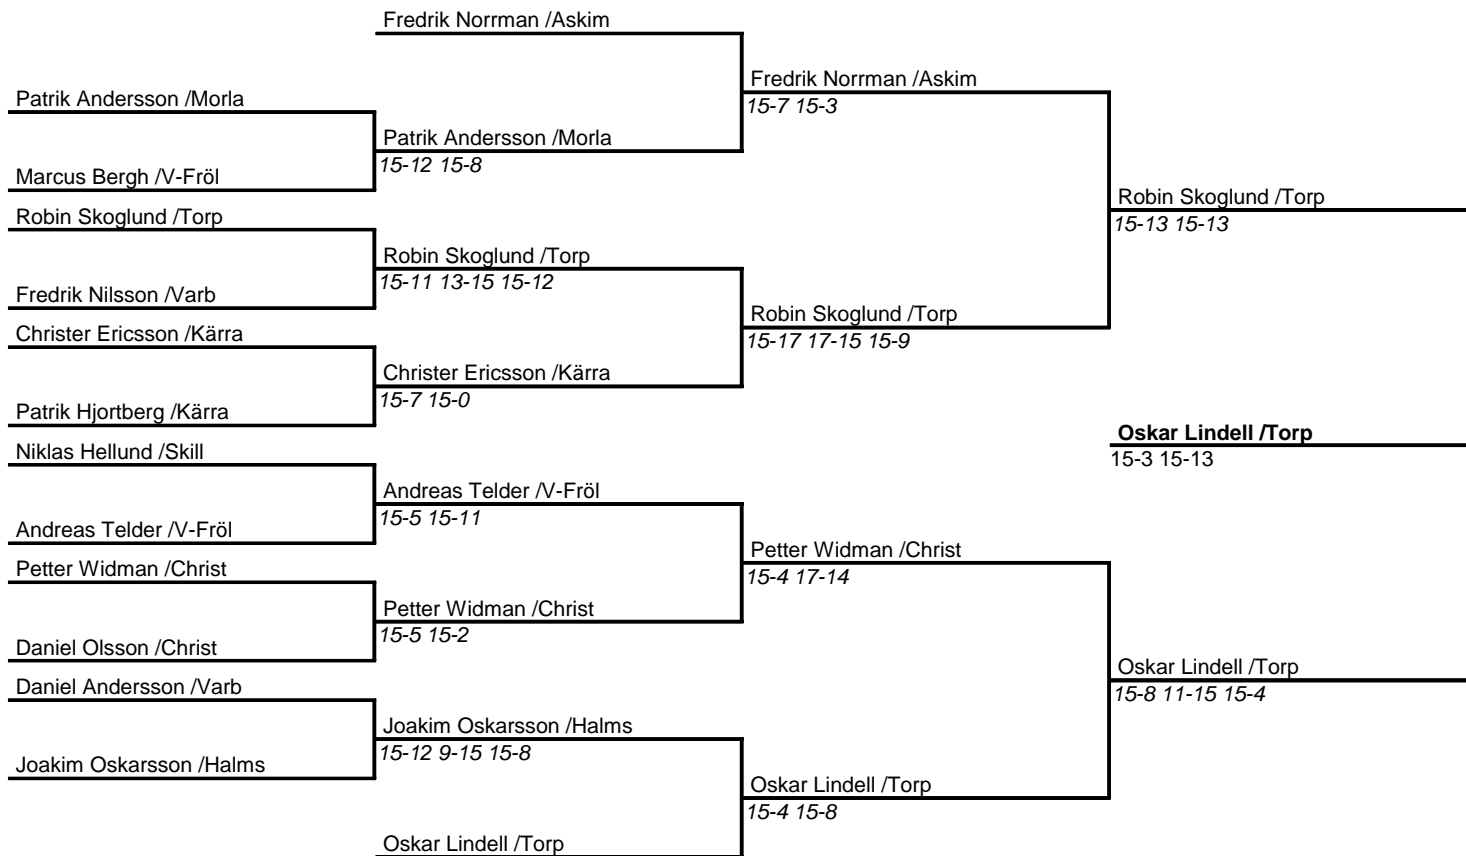 Fredrik Norrman /Askim
Fredrik Norrman /Askim
15-7 15-3
Patrik Andersson /Morla
Patrik Andersson /Morla
15-12 15-8
Marcus Bergh /V-Fröl
Robin Skoglund /Torp
15-13 15-13
Robin Skoglund /Torp
Robin Skoglund /Torp
15-11 13-15 15-12
Fredrik Nilsson /Varb
Robin Skoglund /Torp
15-17 17-15 15-9
Christer Ericsson /Kärra
Christer Ericsson /Kärra
15-7 15-0
Patrik Hjortberg /Kärra
Oskar Lindell /Torp
15-3 15-13
Niklas Hellund /Skill
Andreas Telder /V-Fröl
15-5 15-11
Andreas Telder /V-Fröl
Petter Widman /Christ
15-4 17-14
Petter Widman /Christ
Petter Widman /Christ
15-5 15-2
Daniel Olsson /Christ
Oskar Lindell /Torp
15-8 11-15 15-4
Daniel Andersson /Varb
Joakim Oskarsson /Halms
15-12 9-15 15-8
Joakim Oskarsson /Halms
Oskar Lindell /Torp
15-4 15-8
Oskar Lindell /Torp